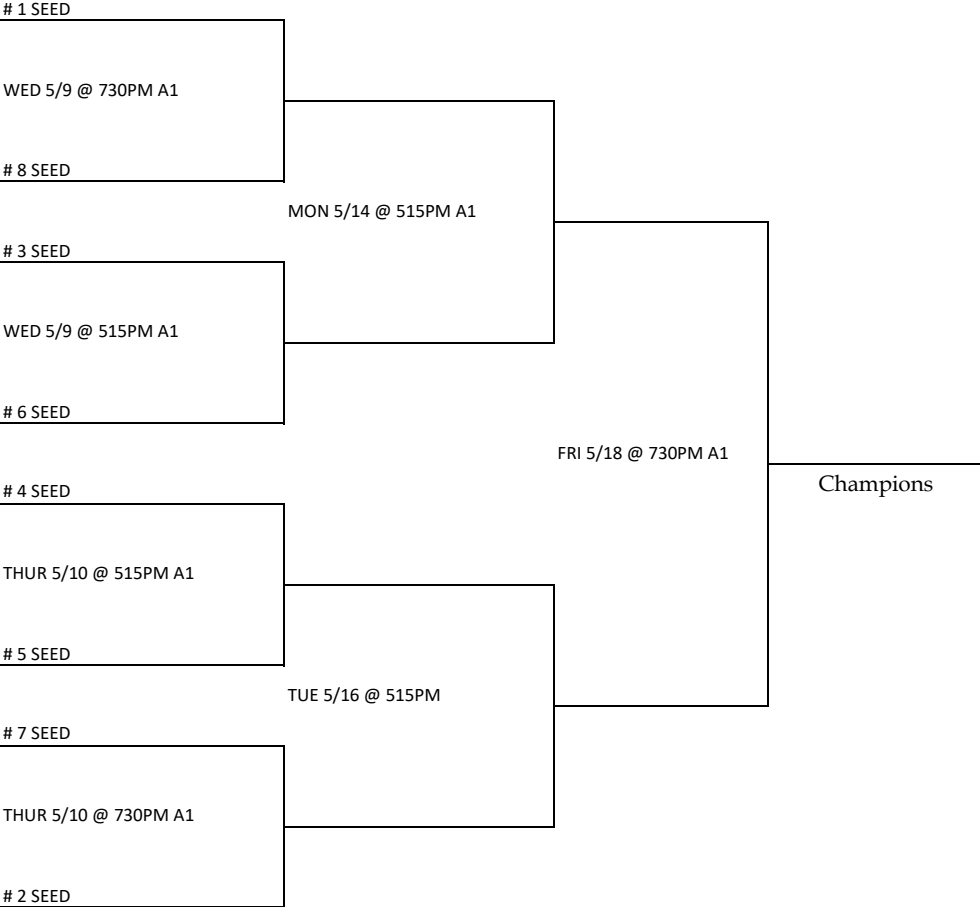 # 1 SEED
WED 5/9 @ 730PM A1
# 8 SEED
MON 5/14 @ 515PM A1
# 3 SEED
WED 5/9 @ 515PM A1
# 6 SEED
FRI 5/18 @ 730PM A1
Champions
# 4 SEED
THUR 5/10 @ 515PM A1
# 5 SEED
TUE 5/16 @ 515PM
# 7 SEED
THUR 5/10 @ 730PM A1
# 2 SEED